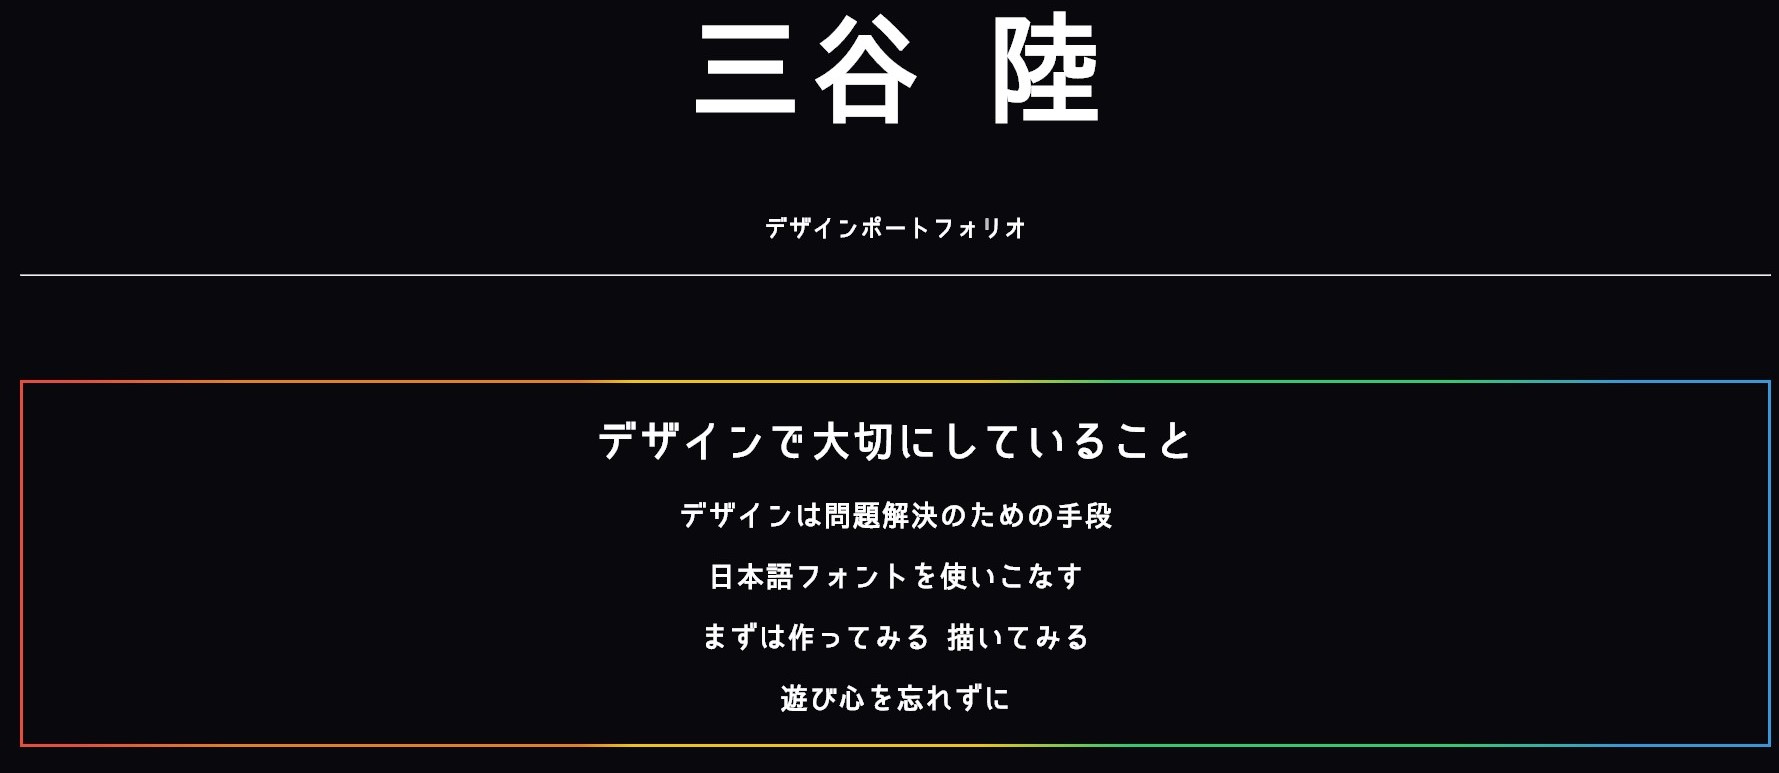 三谷 陸
デザインポートフォリオ
デザインで大切にしていること
デザインは問題解決のための手段
日本語フォントを使いこなす
まずは作ってみる 描いてみる
遊び心を忘れずに